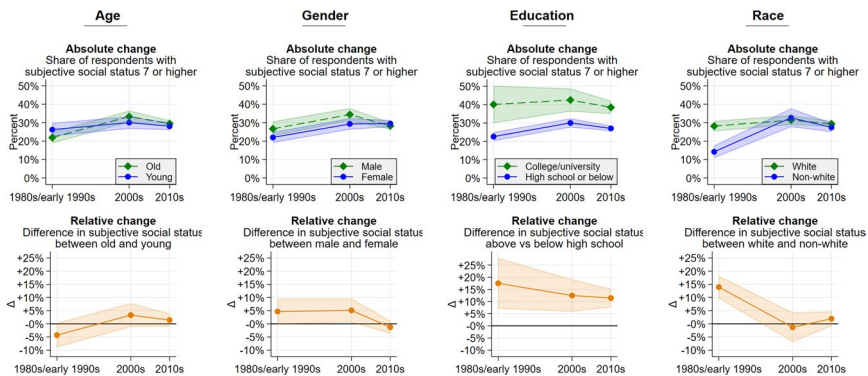 Age
Gender
Education
Race
Absolute change
Share of respondents with
subjective social status 7 or higher
50%
40%
30%
20%
10%
0%
Percent
Old
Young
1980s/early 1990s
2000s
2010s
Absolute change
Share of respondents with
subjective social status 7 or higher
50%
40%
30%
20%
10%
0%
Percent
Male
Female
1980s/early 1990s
2000s
2010s
Absolute change
Share of respondents with
subjective social status 7 or higher
50%
40%
30%
20%
10%
0%
Percent
College/university
High school or below
1980s/early 1990s
2000s
2010s
Absolute change
Share of respondents with
subjective social status 7 or higher
50%
40%
30%
20%
10%
0%
Percent
White
Non-white
1980s/early 1990s
2000s
2010s
Relative change
Difference in subjective social status
between old and young
+25%
+20%
+15%
+10%
+5%
-0%
-5%
-10%
Δ
1980s/early 1990s
2000s
2010s
Relative change
Difference in subjective social status
between male and female
+25%
+20%
+15%
+10%
+5%
-0%
-5%
-10%
Δ
1980s/early 1990s
2000s
2010s
Relative change
Difference in subjective social status
above vs below high school
+25%
+20%
+15%
+10%
+5%
-0%
-5%
-10%
Δ
1980s/early 1990s
2000s
2010s
Relative change
Difference in subjective social status
between white and non-white
+25%
+20%
+15%
+10%
+5%
-0%
-5%
-10%
Δ
1980s/early 1990s
2000s
2010s